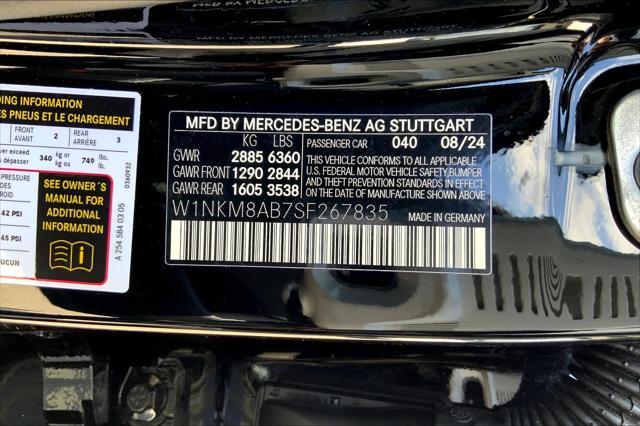 MFD BY MERCEDES-BENZ AG STUTTGART
KG LBS
GVWR 2885 6360
GAWR FRONT 1290 2844
GAWR REAR 1605 3538
PASSENGER CAR 040 08/24
THIS VEHICLE CONFORMS TO ALL APPLICABLE
U.S. FEDERAL MOTOR VEHICLE SAFETY, BUMPER
AND THEFT PREVENTION STANDARDS IN EFFECT
ON THE DATE OF MANUFACTURE SHOWN ABOVE.
W1NKM8AB7SF267835 MADE IN GERMANY
DING INFORMATION
ES PNEUS ET LE CHARGEMENT
FRONT
AVANT 2
REAR
ARRIÈRE 3
ver exceed
dépasser 340 kg or
kg ou 749 lbs.
lb.
PRESSURE
42 PSI
45 PSI
UCUN
SEE OWNER´S
MANUAL FOR
ADDITIONAL
INFORMATION
0360932
A 254 584 03 05